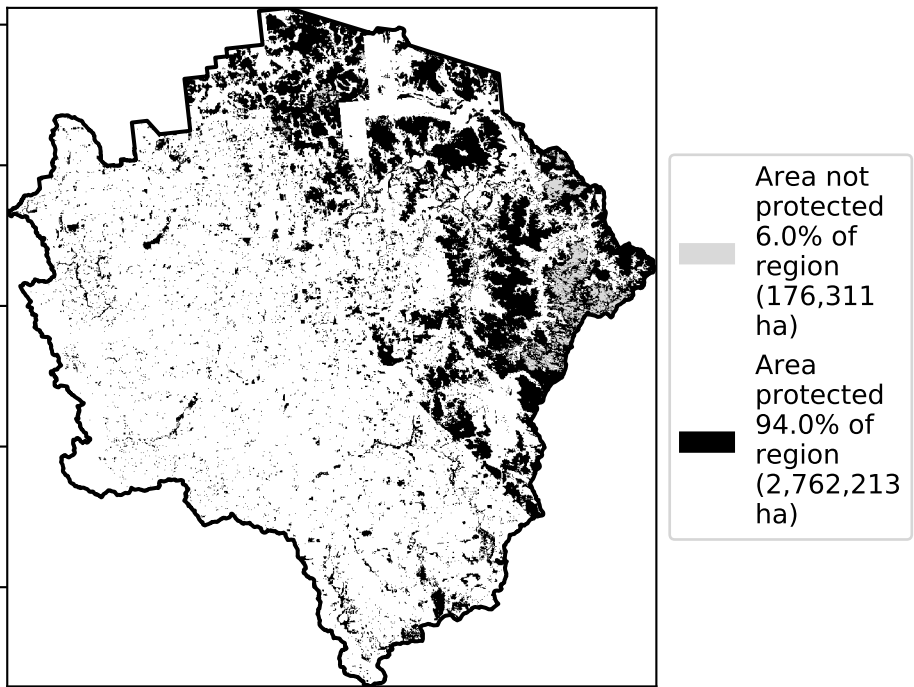 Area not
protected
6.0% of
region
(176,311
ha)
Area
protected
94.0% of
region
(2,762,213
ha)